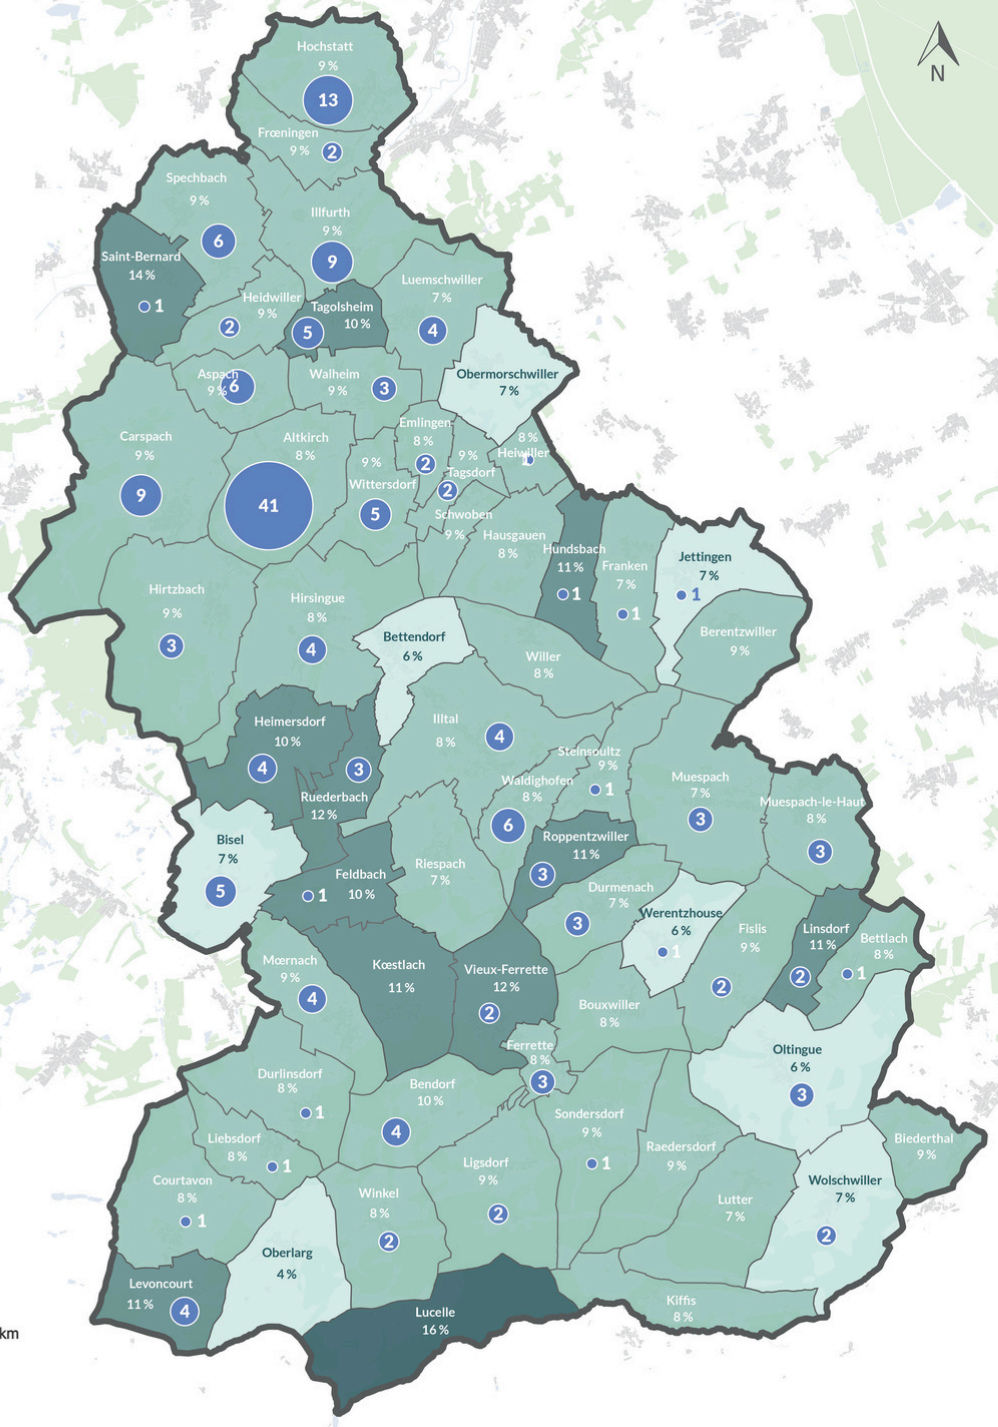 N
Hochstatt
9 %
13
Frœningen
9 %
2
Spechbach
9 %
6
Illfurth
9 %
9
Saint-Bernard
14 %
1
Luemschwiller
7 %
4
Heidwiller
9 %
2
Tagolsheim
10 %
5
Obermorschwiller
7 %
Aspach
9 %
6
Walheim
9 %
3
Carspach
9 %
9
Altkirch
8 %
41
Emlingen
8 %
2
9 %
Wittersdorf
5
9 %
Tagsdorf
2
8 %
Heiwiller
1
Schwoben
9 %
Hausgauen
8 %
Hundsbach
11 %
1
Franken
7 %
1
Jettingen
7 %
1
Hirtzbach
9 %
3
Hirsingue
8 %
4
Bettendorf
6 %
Willer
8 %
Berentzwiller
9 %
Heimersdorf
10 %
4
3
Ruederbach
12 %
Illtal
8 %
4
Steinsoultz
9 %
1
Waldighofen
8 %
6
Muespach
7 %
3
Muespach-le-Haut
8 %
3
Bisel
7 %
5
Feldbach
10 %
1
Riespach
7 %
Roppentzwiller
11 %
3
Durmenach
7 %
3
Werentzhouse
6 %
1
Fislis
9 %
2
Linsdorf
11 %
2
Bettlach
8 %
1
Mœrnach
9 %
4
Kœstlach
11 %
Vieux-Ferrette
12 %
2
Bouxwiller
8 %
Ferrette
8 %
3
Oltingue
6 %
3
Durlinsdorf
8 %
1
Bendorf
10 %
4
Sondersdorf
9 %
1
Raedersdorf
9 %
Biederthal
9 %
Liebsdorf
8 %
1
Ligsdorf
9 %
2
Courtavon
8 %
1
Winkel
8 %
2
Lutter
7 %
Wolschwiller
7 %
2
Oberlarg
4 %
Levoncourt
11 %
4
Lucelle
16 %
Kiffis
8 %
km